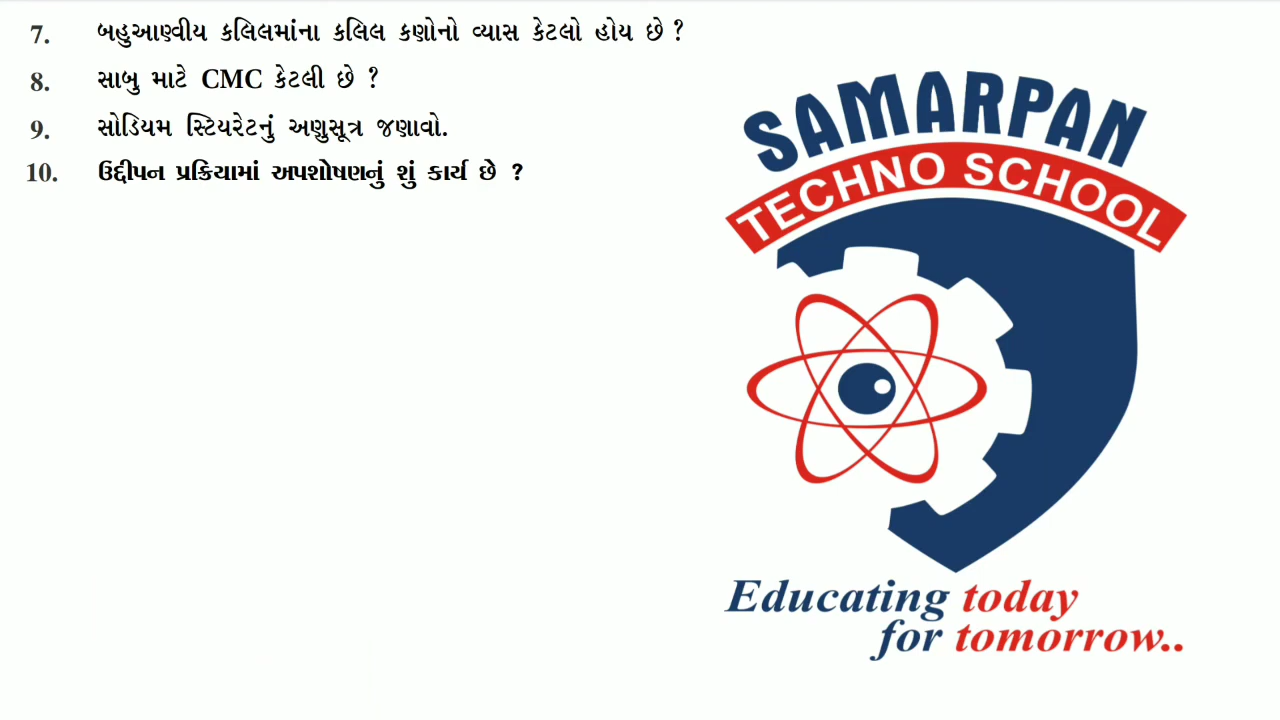 7. બહુઆણ્વીય કલિલમાંના કલિલ કણોનો વ્યાસ કેટલો હોય છે ?
8. સાબુ માટે CMC કેટલી છે ?
9. સોડિયમ સ્ટિયરેટનું અણુસૂત્ર જણાવો.
10. ઉદ્દીપન પ્રક્રિયામાં અપશોષણનું શું કાર્ય છે ?
SAMARPAN
TECHNO SCHOOL
Educating today
for tomorrow..